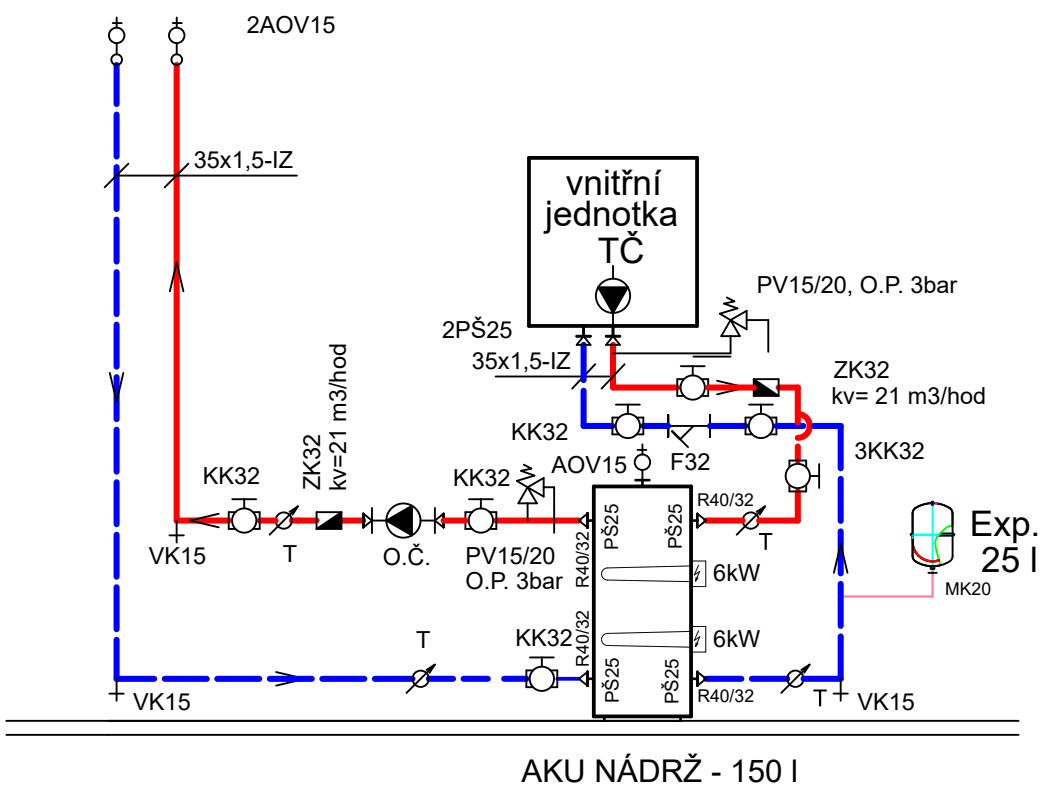 2AOV15
35x1,5-IZ
vnitřní
jednotka
TČ
PV15/20, O.P. 3bar
2PŠ25
35x1,5-IZ
ZK32
kv= 21 m3/hod
ZK32
kv=21 m3/hod
KK32
F32
3KK32
AOV15
KK32
KK32
R40/32
PŠ25
PŠ25
R40/32
VK15
T
O.Č.
PV15/20
O.P. 3bar
T
Exp.
25 l
MK20
6kW
6kW
T
KK32
R40/32
PŠ25
PŠ25
R40/32
T
VK15
VK15
AKU NÁDRŽ - 150 l